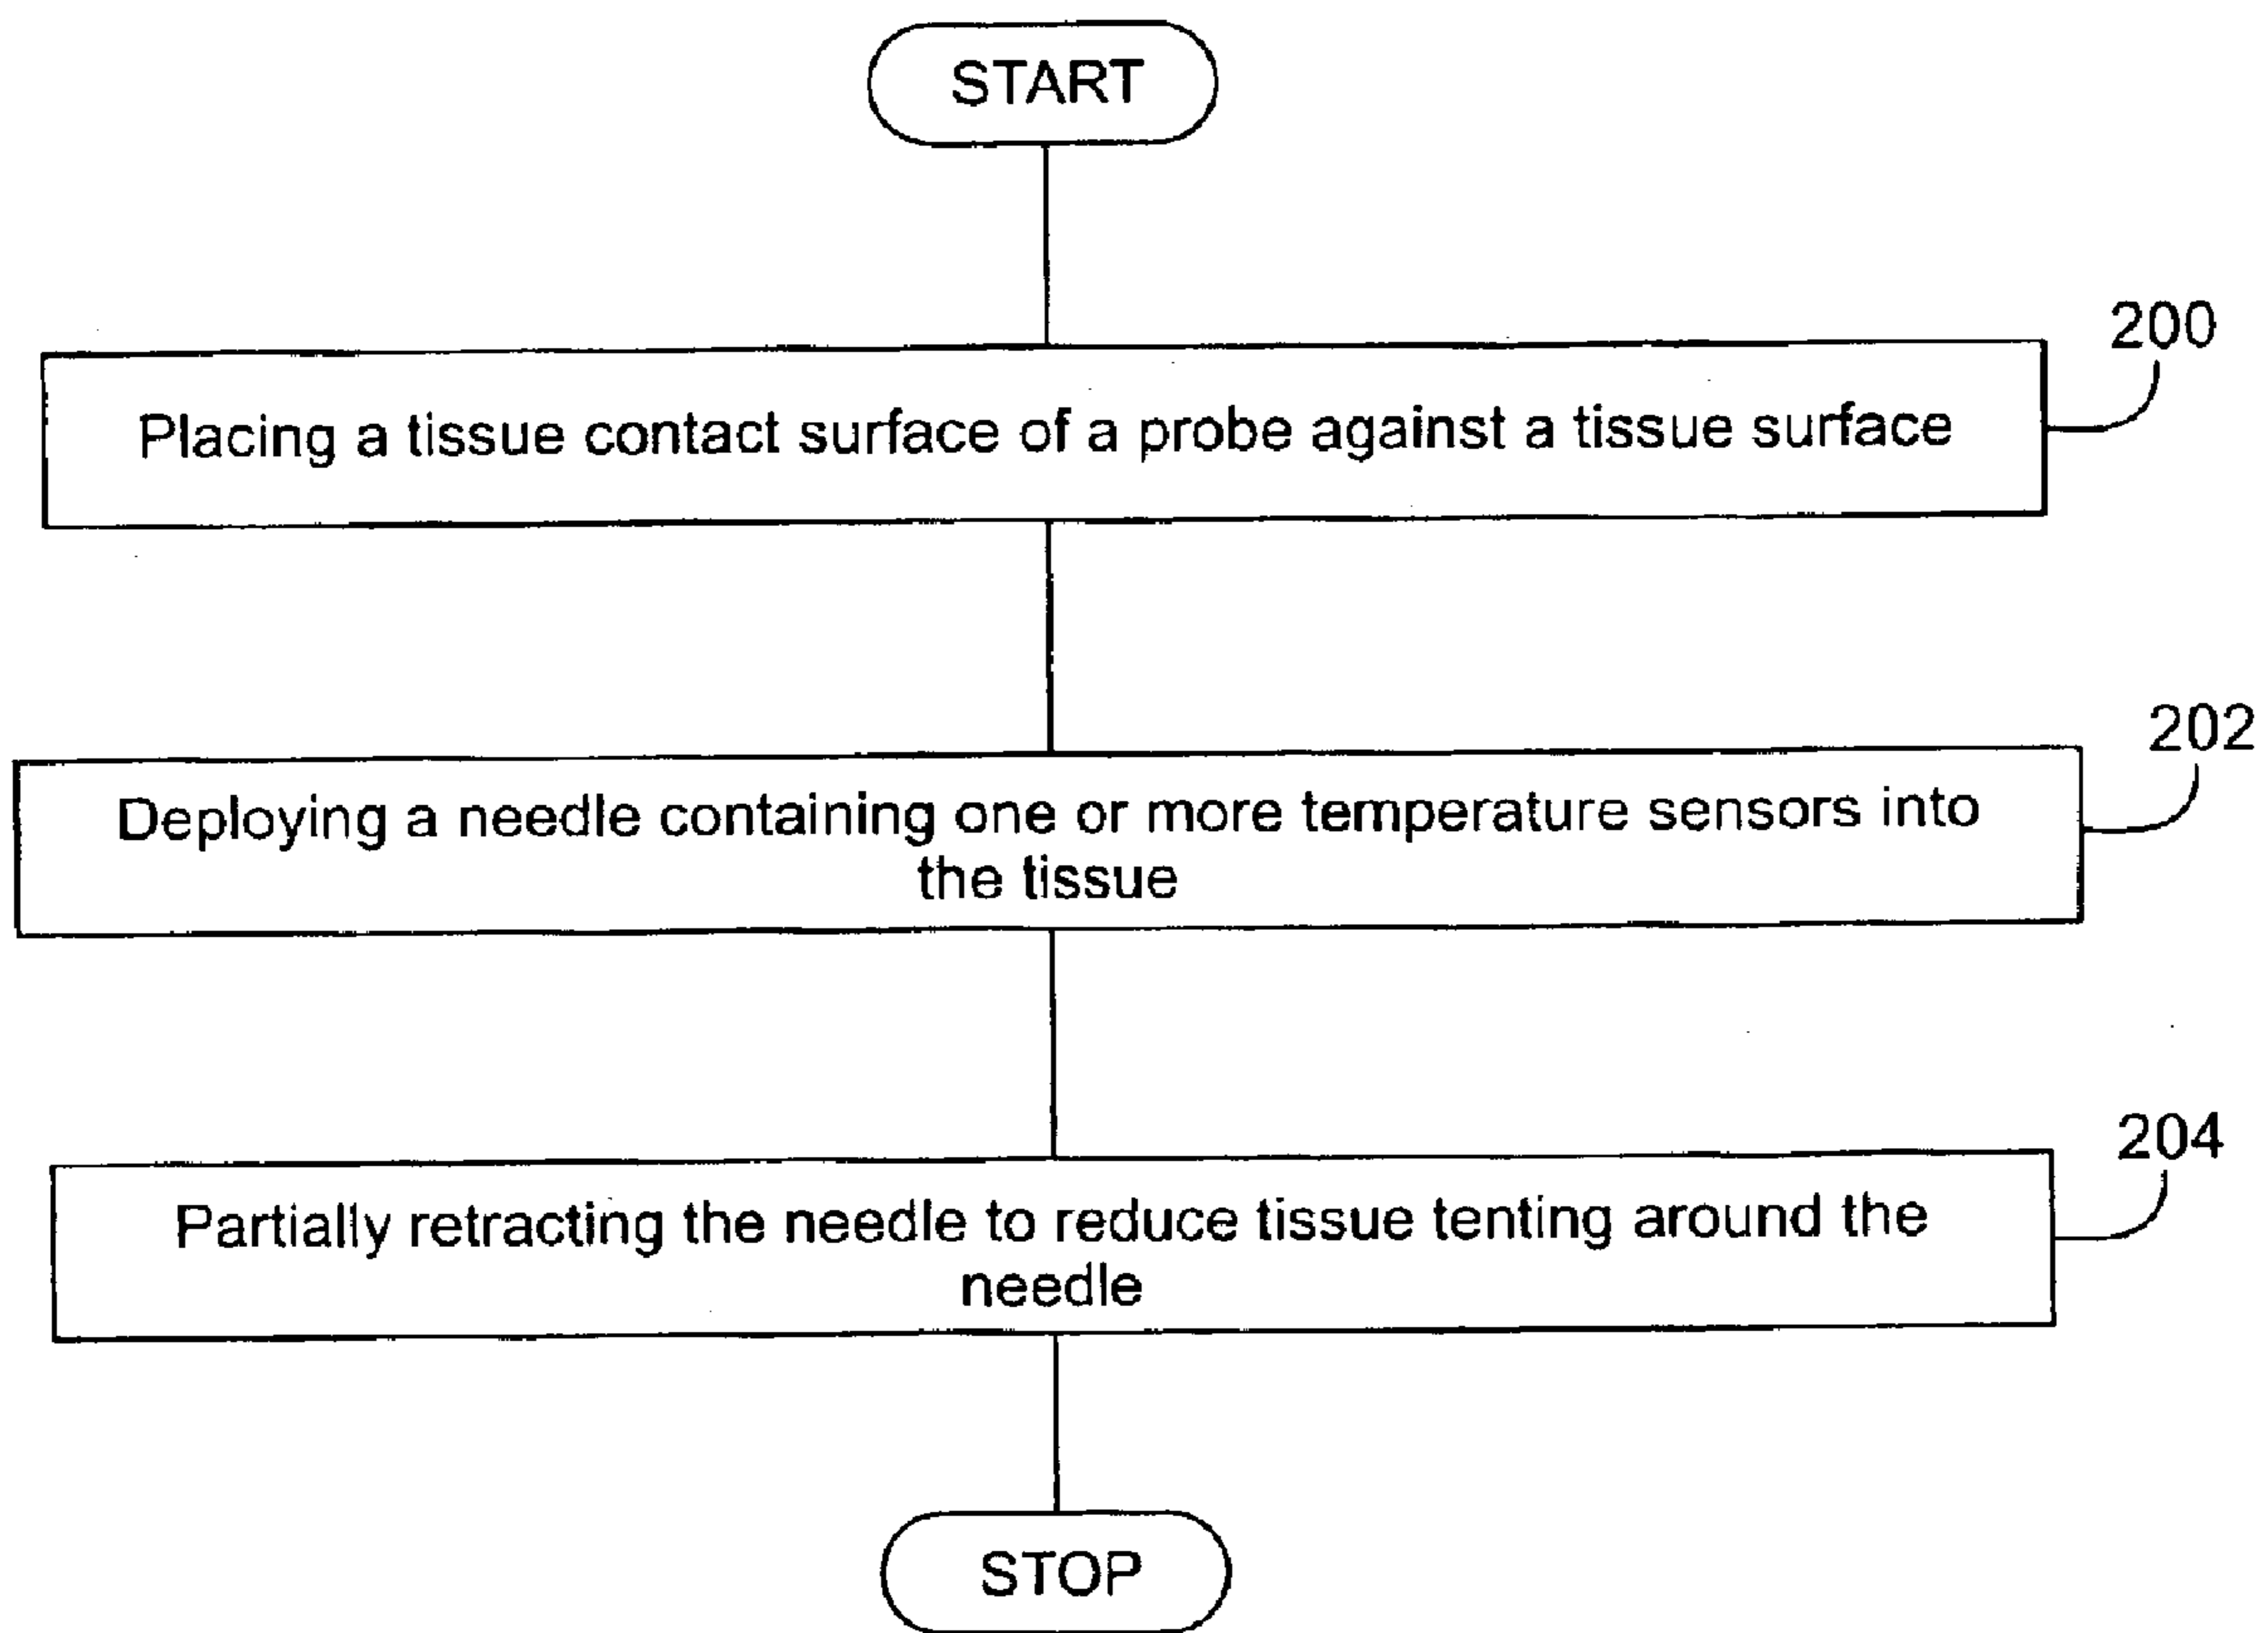 START
200
Placing a tissue contact surface of a probe against a tissue surface
202
Deploying a needle containing one or more temperature sensors into
the tissue
204
Partially retracting the needle to reduce tissue tenting around the
needle
STOP